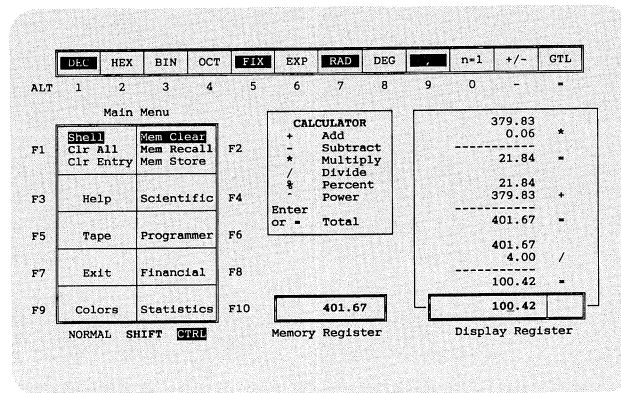 DEC HEX BIN OCT FIX EXP RAD DEG , n=1 +/- GTL
ALT 1 2 3 4 5 6 7 8 9 0 - =
Main Menu
F1 Shell Mem Clear F2
Clr All Mem Recall
Clr Entry Mem Store
F3 Help Scientific F4
F5 Tape Programmer F6
F7 Exit Financial F8
F9 Colors Statistics F10
NORMAL SHIFT CTRL
CALCULATOR
+ Add
- Subtract
* Multiply
/ Divide
% Percent
^ Power
Enter
or = Total
401.67
Memory Register
379.83
0.06 *
------------
21.84 =
21.84
379.83 +
------------
401.67 =
401.67
4.00 /
------------
100.42 =
100.42
Display Register